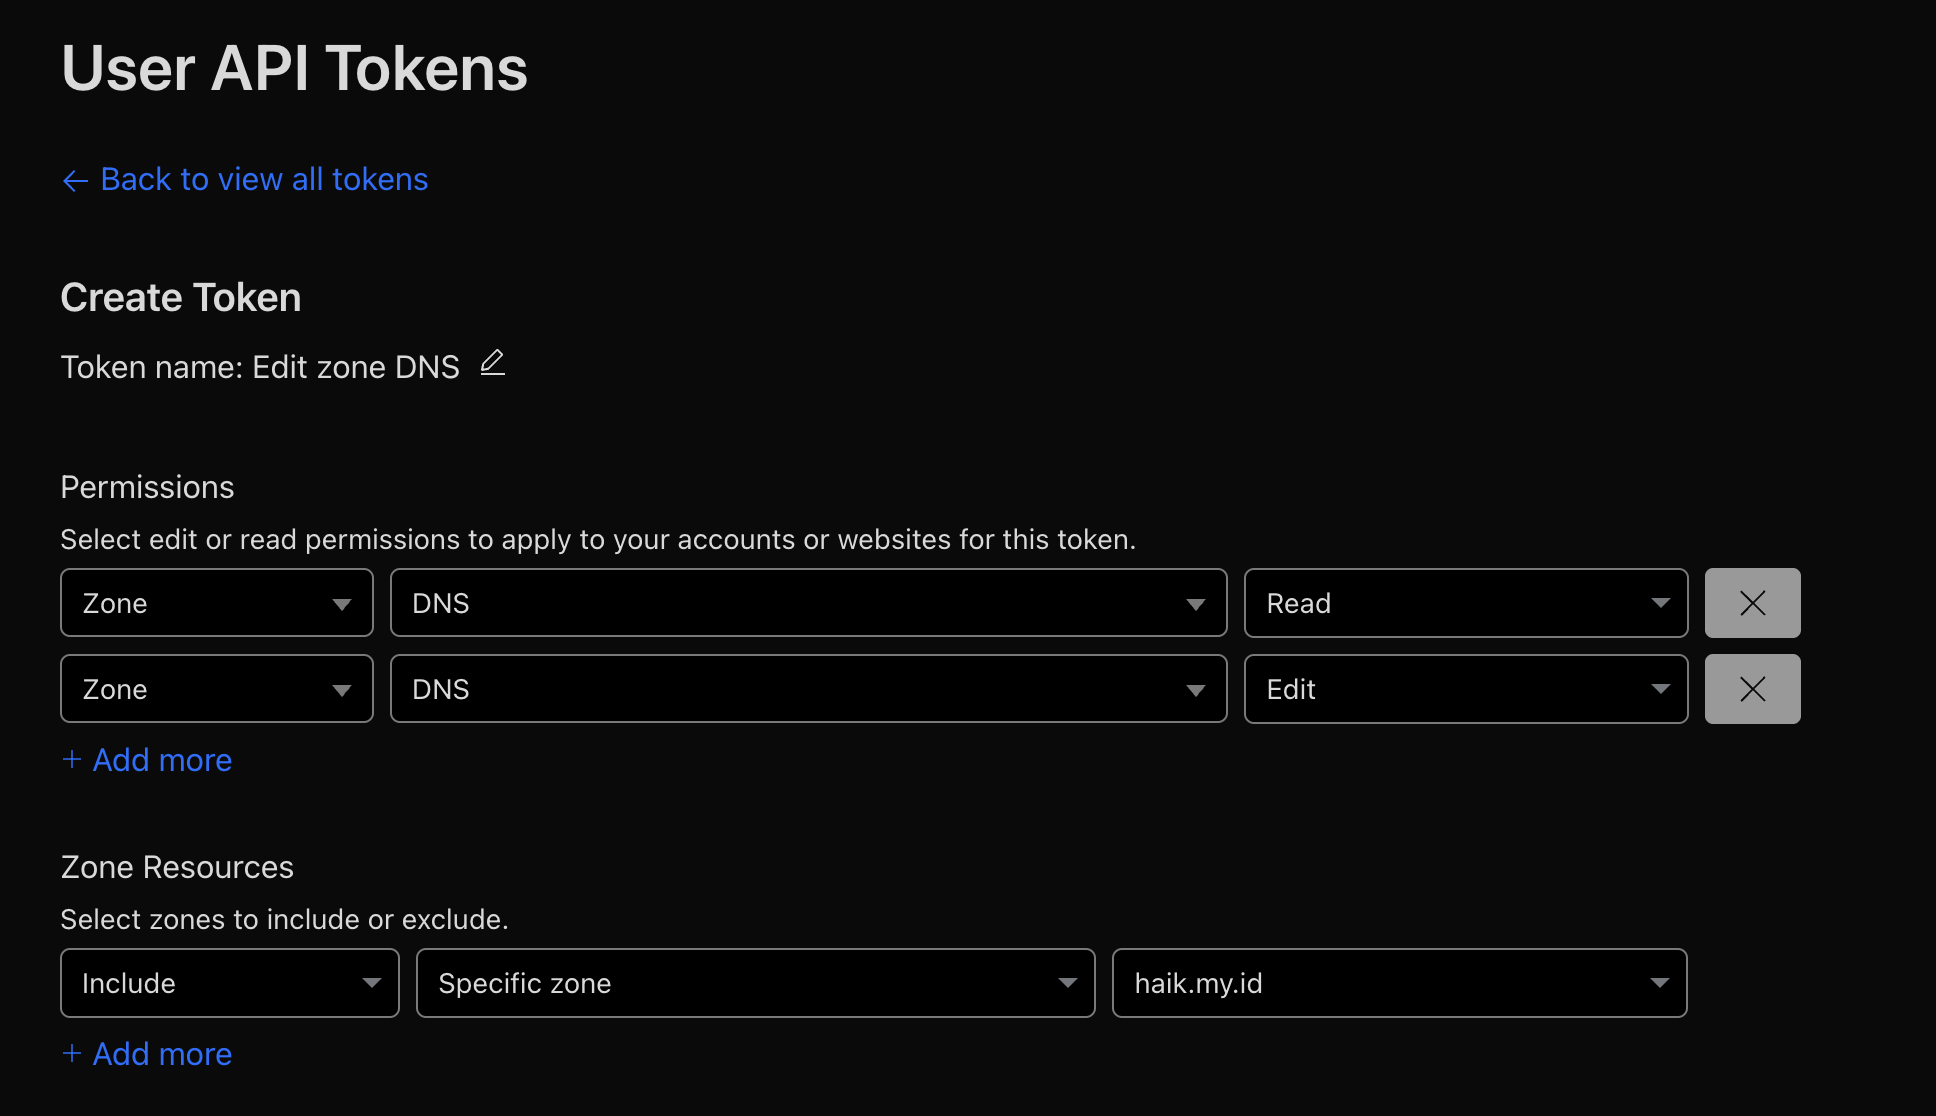 User API Tokens
← Back to view all tokens
Create Token
Token name: Edit zone DNS
Permissions
Select edit or read permissions to apply to your accounts or websites for this token.
Zone DNS Read
Zone DNS Edit
+ Add more
Zone Resources
Select zones to include or exclude.
Include Specific zone haik.my.id
+ Add more